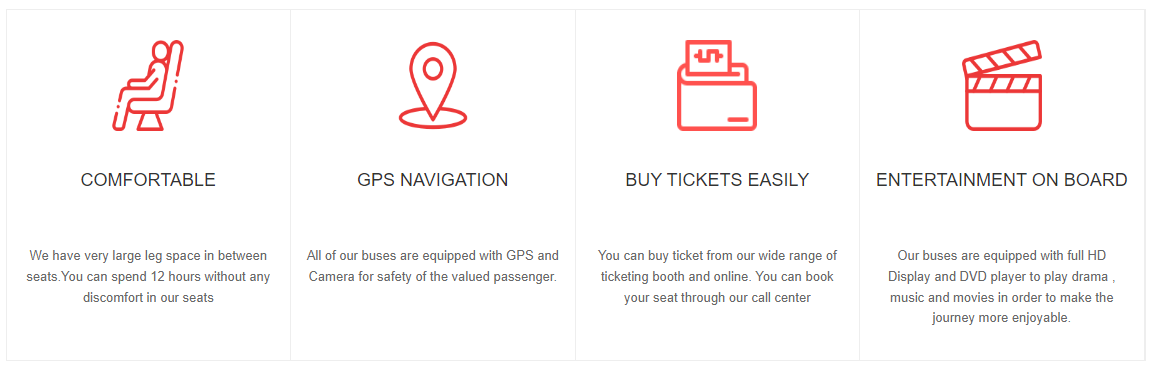 COMFORTABLE
We have very large leg space in between
seats.You can spend 12 hours without any
discomfort in our seats
GPS NAVIGATION
All of our buses are equipped with GPS and
Camera for safety of the valued passenger.
BUY TICKETS EASILY
You can buy ticket from our wide range of
ticketing booth and online. You can book
your seat through our call center
ENTERTAINMENT ON BOARD
Our buses are equipped with full HD
Display and DVD player to play drama ,
music and movies in order to make the
journey more enjoyable.